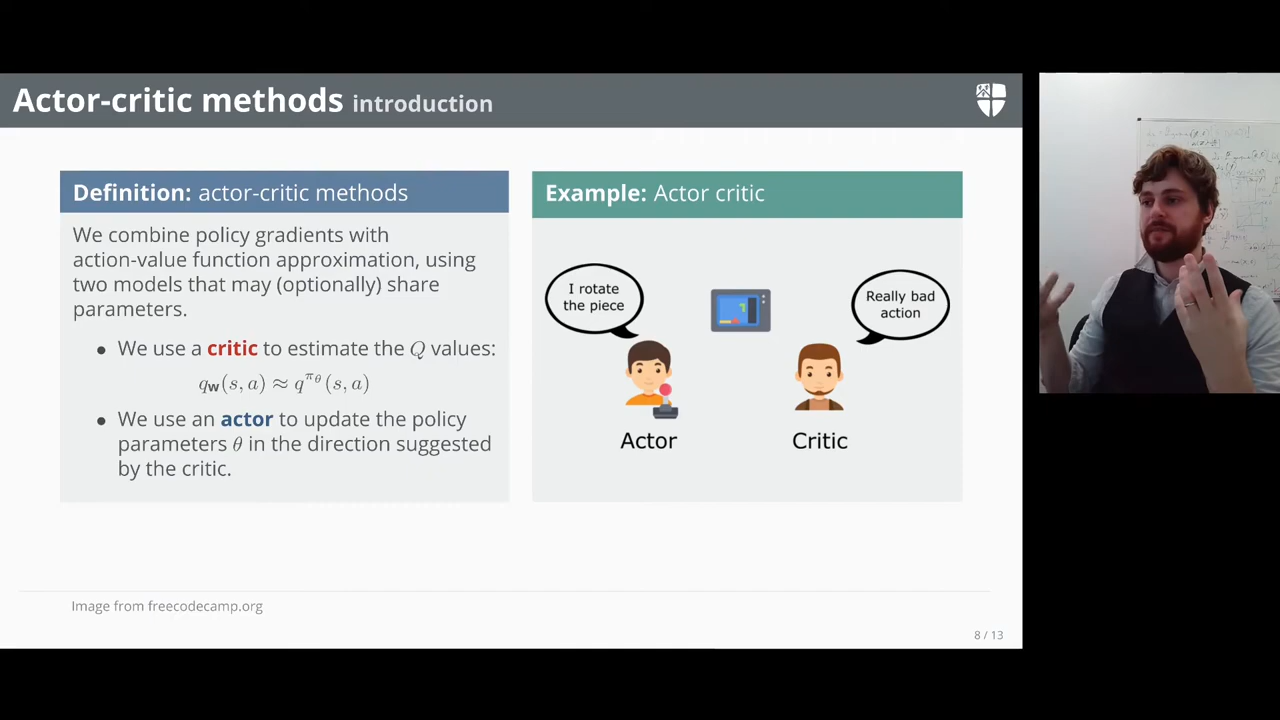 Actor-critic methods introduction
Definition: actor-critic methods
We combine policy gradients with
action-value function approximation, using
two models that may (optionally) share
parameters.
● We use a critic to estimate the Q values:
q_w(s, a) ≈ q^{π_θ}(s, a)
● We use an actor to update the policy
parameters θ in the direction suggested
by the critic.
Example: Actor critic
I rotate
the piece
Really bad
action
Actor
Critic
Image from freecodecamp.org
8 / 13